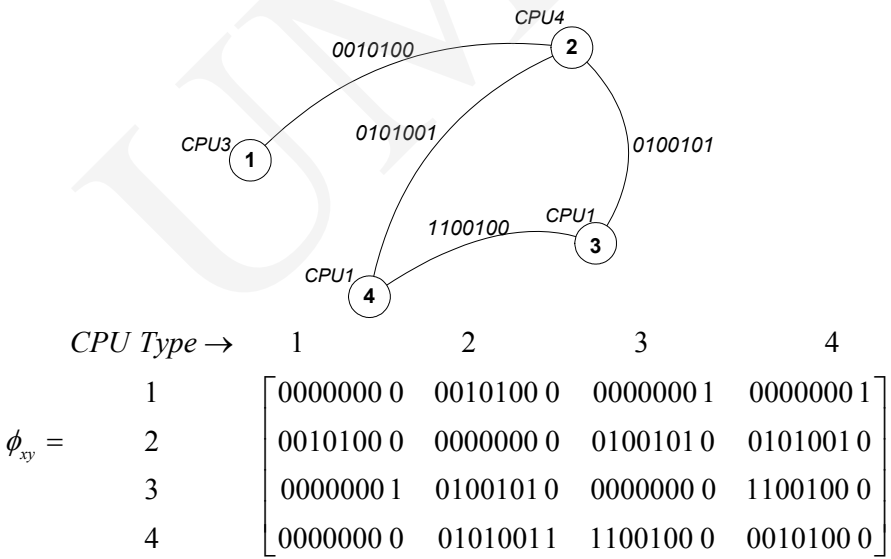 CPU4
0010100
2
CPU3
1
0101001
0100101
1100100
CPU1
3
CPU1
4
CPU Type → 1 2 3 4
1 0000000 0 0010100 0 0000000 1 0000000 1
ϕxy = 2 0010100 0 0000000 0 0100101 0 0101001 0
3 0000000 1 0100101 0 0000000 0 1100100 0
4 0000000 0 0101001 1 1100100 0 0010100 0
UM